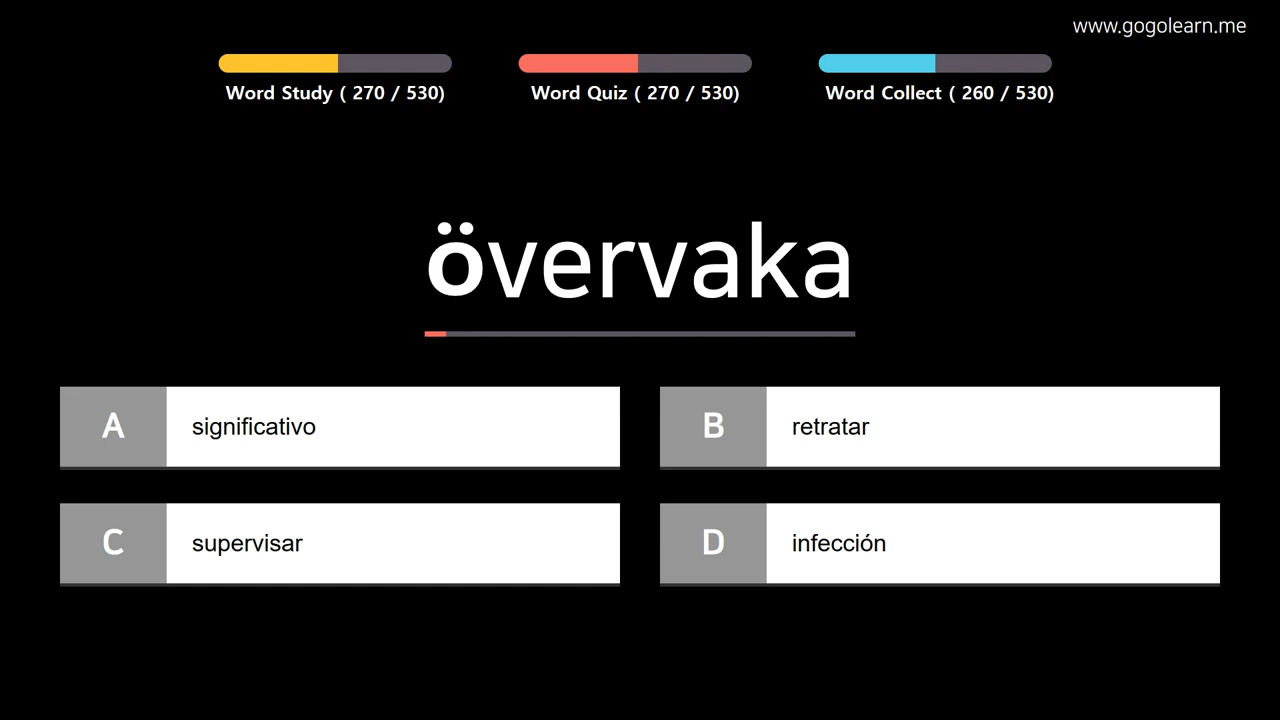 www.gogolearn.me
Word Study ( 270 / 530)
Word Quiz ( 270 / 530)
Word Collect ( 260 / 530)
övervaka
A significativo
B retratar
C supervisar
D infección